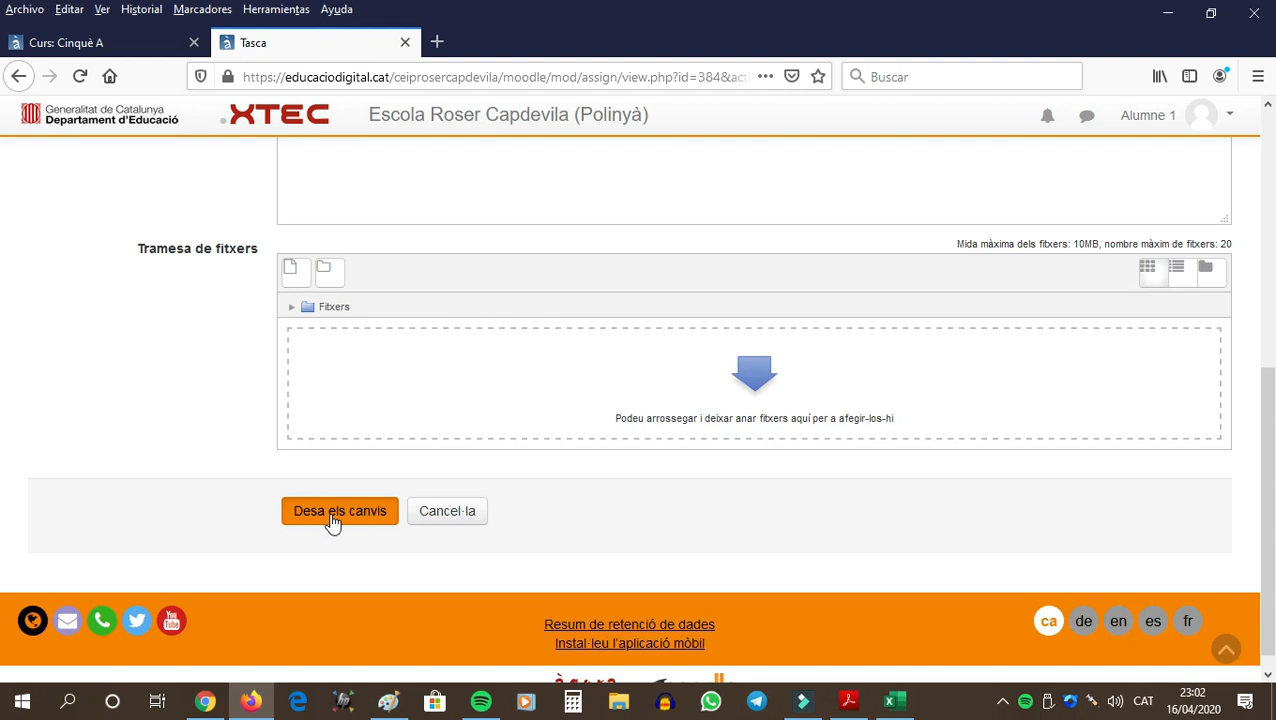 Archivo Editar Ver Historial Marcadores Herramientas Ayuda
Curs: Cinquè A
Tasca
https://educaciodigital.cat/ceiprosercapdevila/moodle/mod/assign/view.php?id=384&acti
Buscar
Generalitat de Catalunya
Departament d'Educació
XTEC
Escola Roser Capdevila (Polinyà)
Alumne 1
Tramesa de fitxers
Mida màxima dels fitxers: 10MB, nombre màxim de fitxers: 20
Fitxers
Podeu arrossegar i deixar anar fitxers aquí per a afegir-los-hi
Desa els canvis
Cancel·la
You Tube
Resum de retenció de dades
Instal·leu l'aplicació mòbil
ca de en es fr
CAT
23:02
16/04/2020